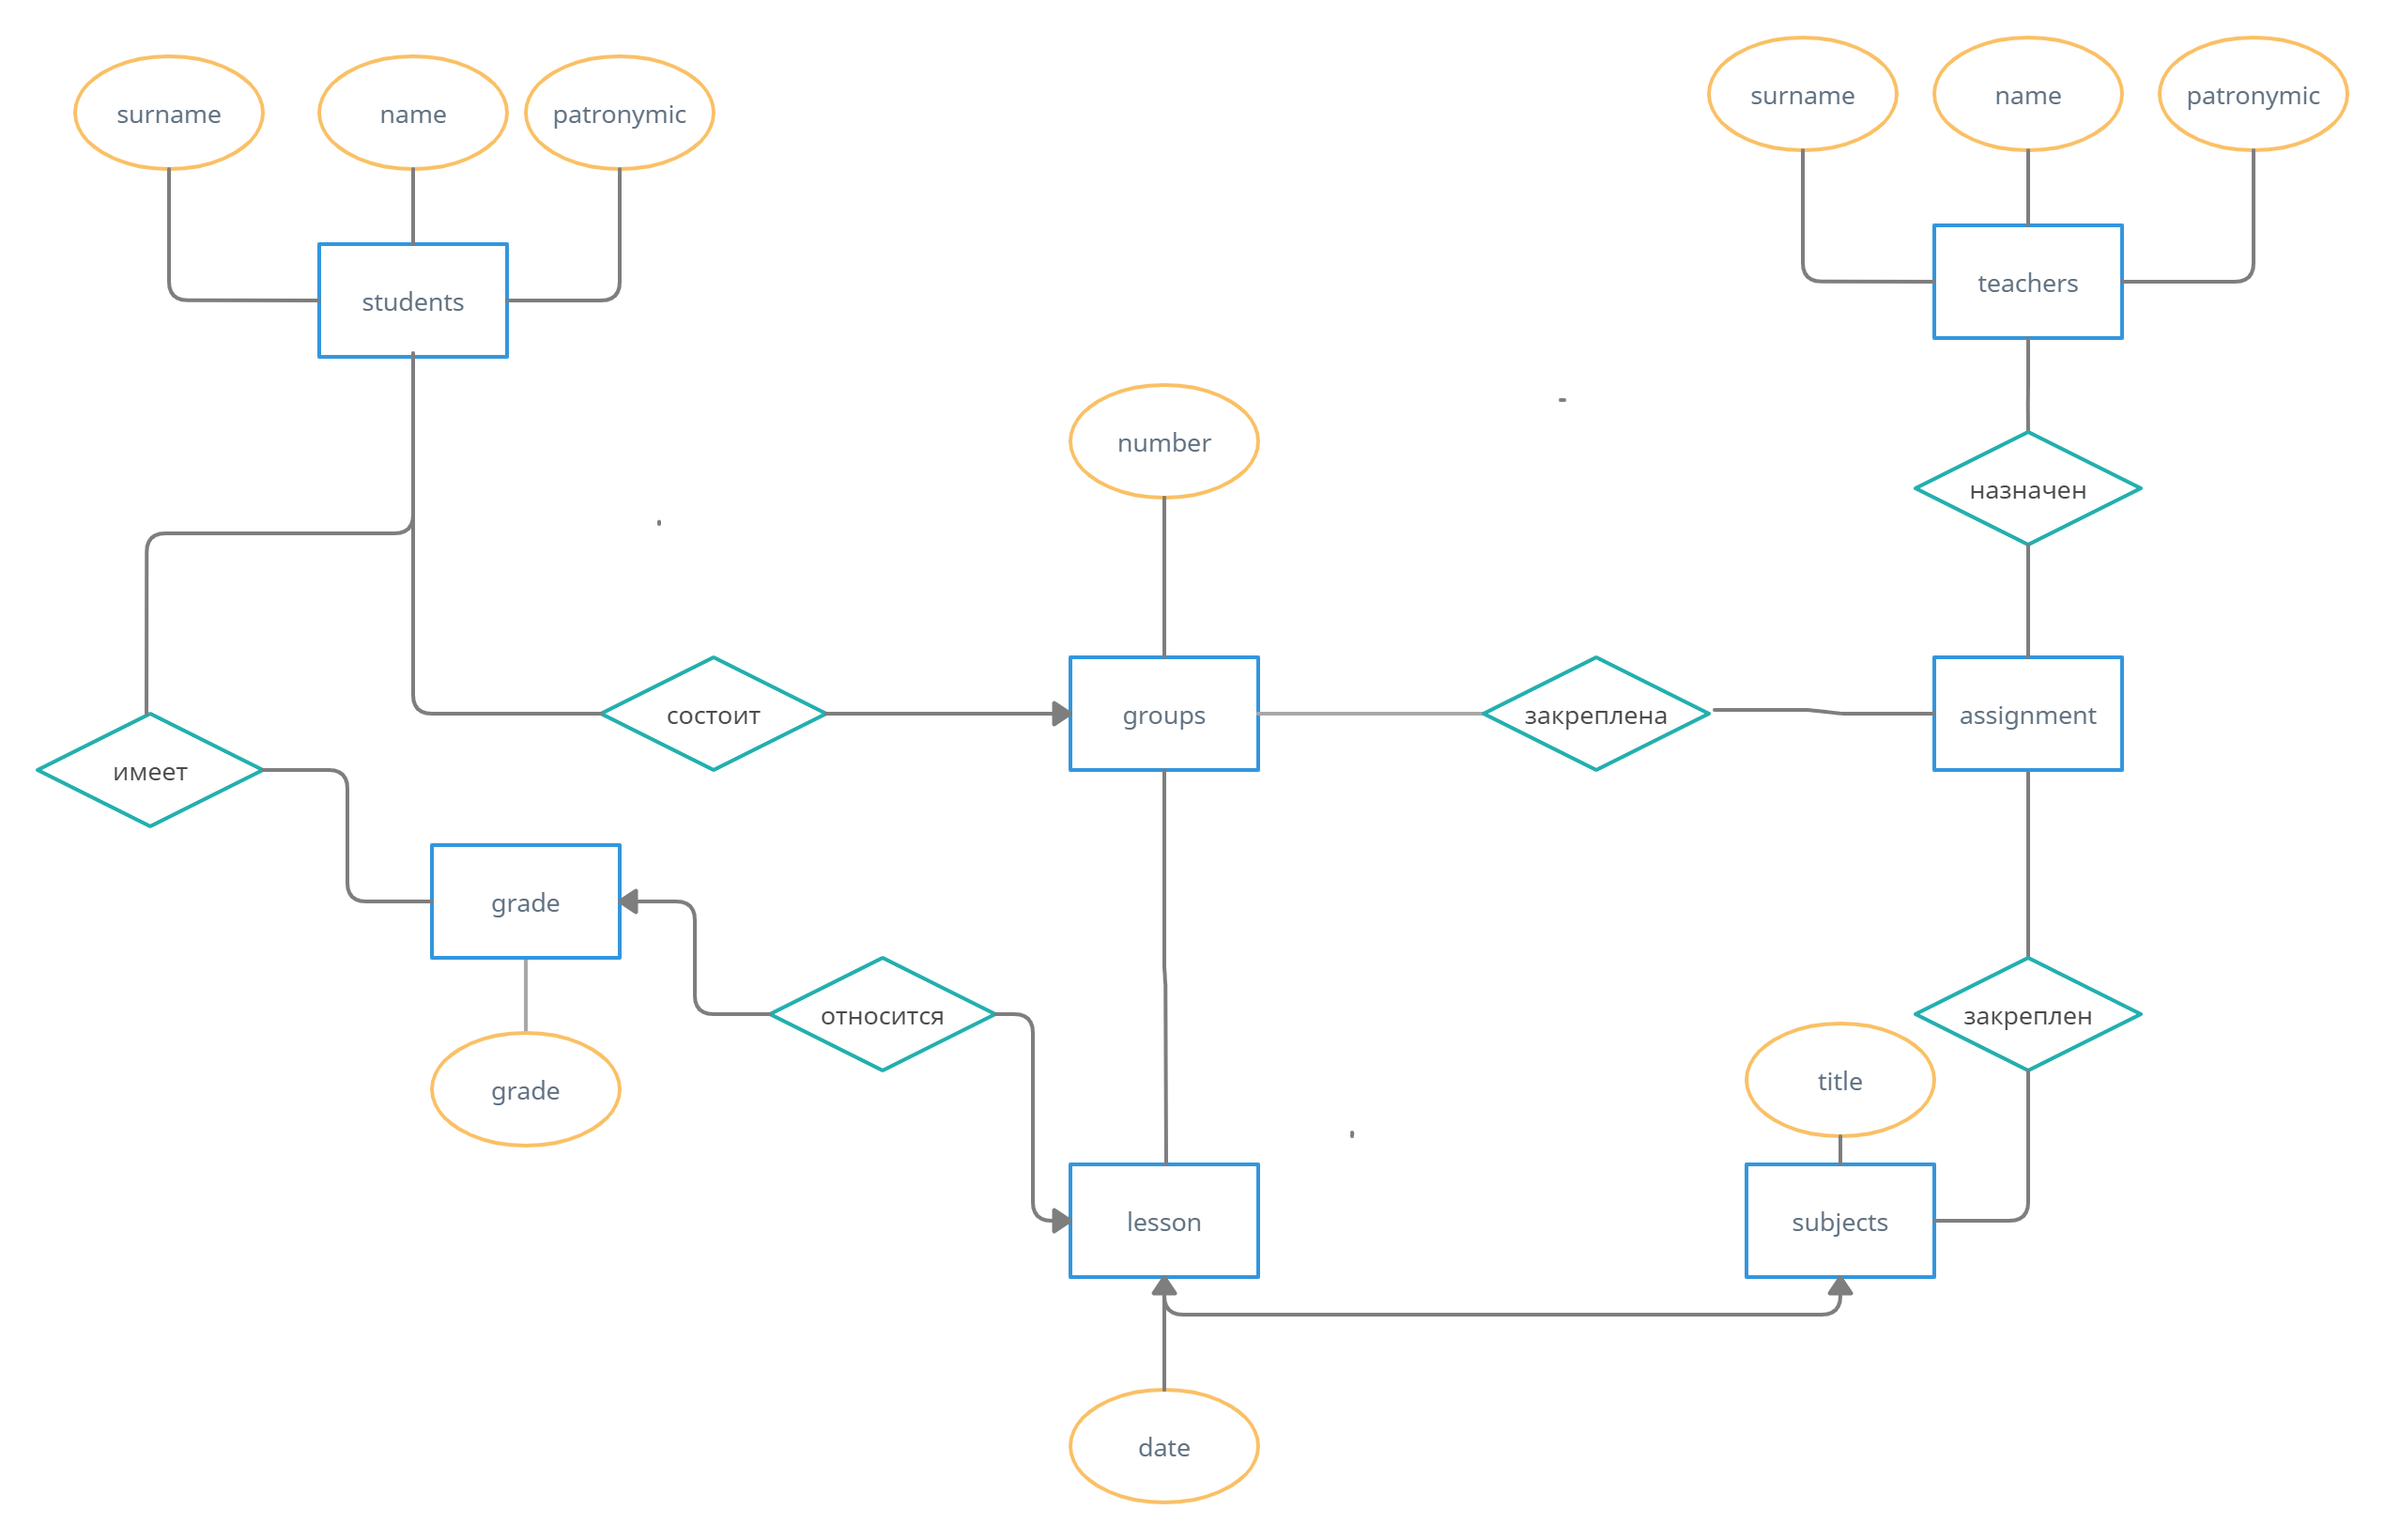 surname
name
patronymic
surname
name
patronymic
students
teachers
number
назначен
состоит
groups
закреплена
assignment
имеет
grade
относится
закреплен
grade
title
lesson
subjects
date